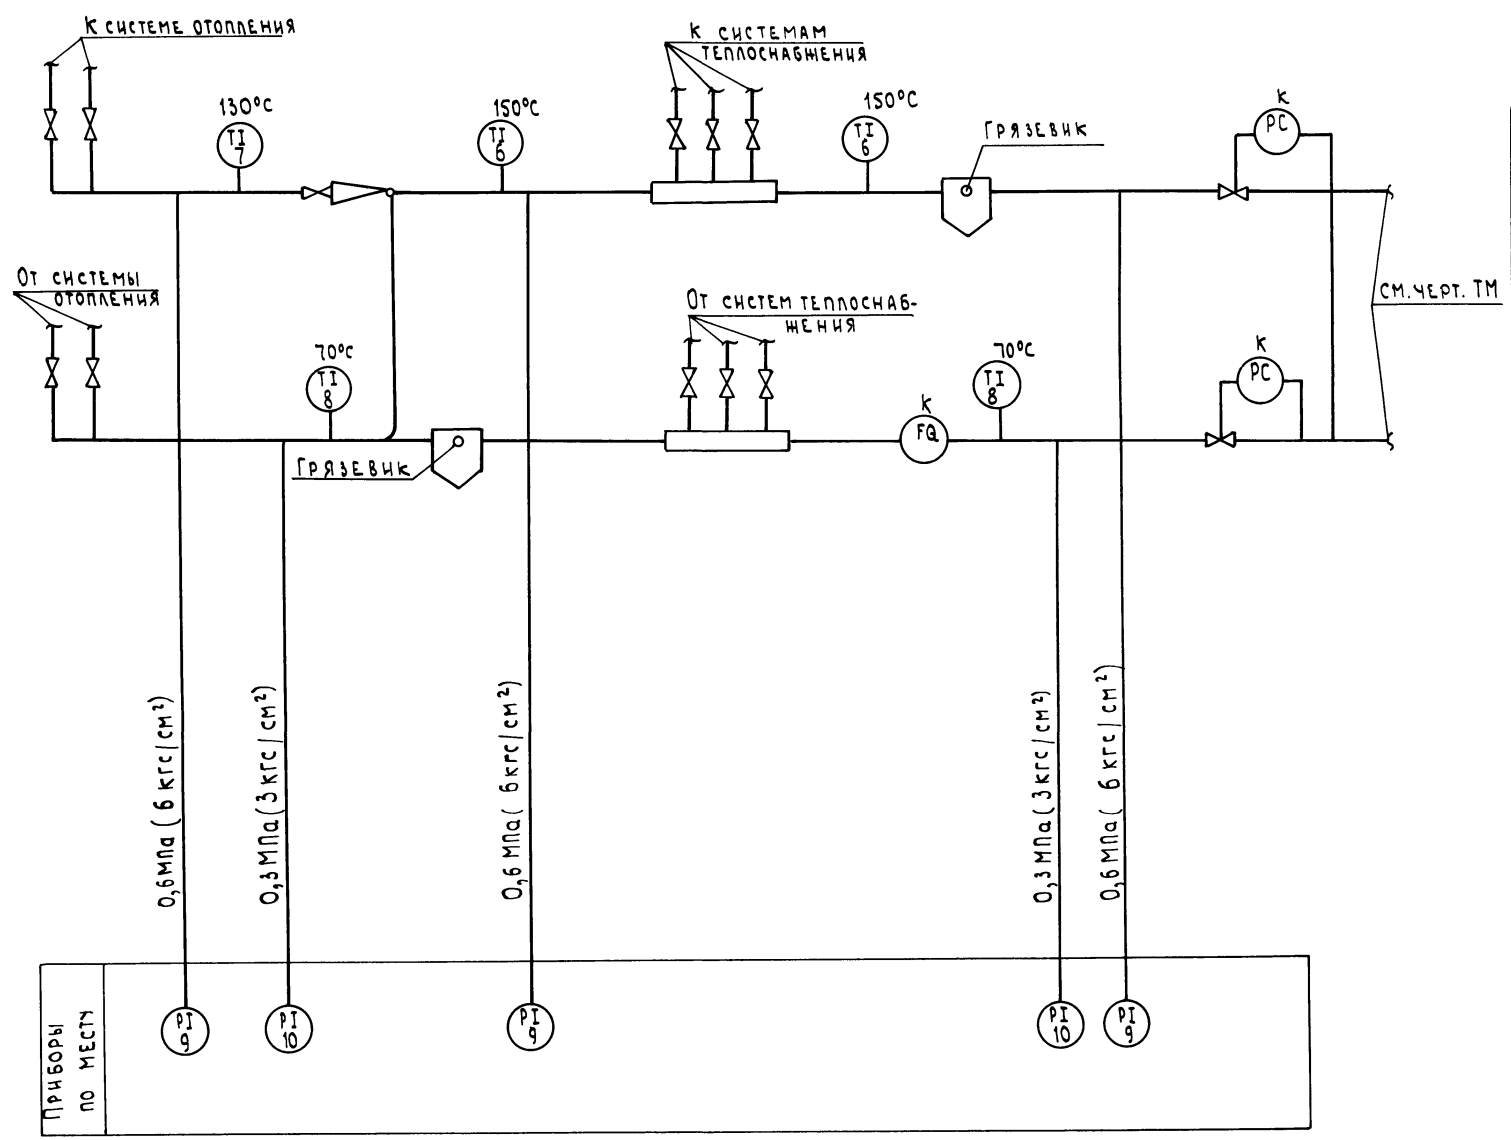 К СИСТЕМЕ ОТОПЛЕНИЯ
К СИСТЕМАМ
ТЕПЛОСНАБЖЕНИЯ
130°С
TI
7
150°С
TI
6
150°С
TI
6
ГРЯЗЕВИК
К
PC
ОТ СИСТЕМЫ
ОТОПЛЕНИЯ
ОТ СИСТЕМ ТЕПЛОСНАБ-
ЖЕНИЯ
СМ. ЧЕРТ. ТМ
70°С
TI
8
К
FQ
70°С
TI
8
К
PC
ГРЯЗЕВИК
0,6 МПа (6 кгс/см²)
0,3 МПа (3 кгс/см²)
0,6 МПа (6 кгс/см²)
0,3 МПа (3 кгс/см²)
0,6 МПа (6 кгс/см²)
ПРИБОРЫ
ПО МЕСТУ
PI
9
PI
10
PI
9
PI
10
PI
9